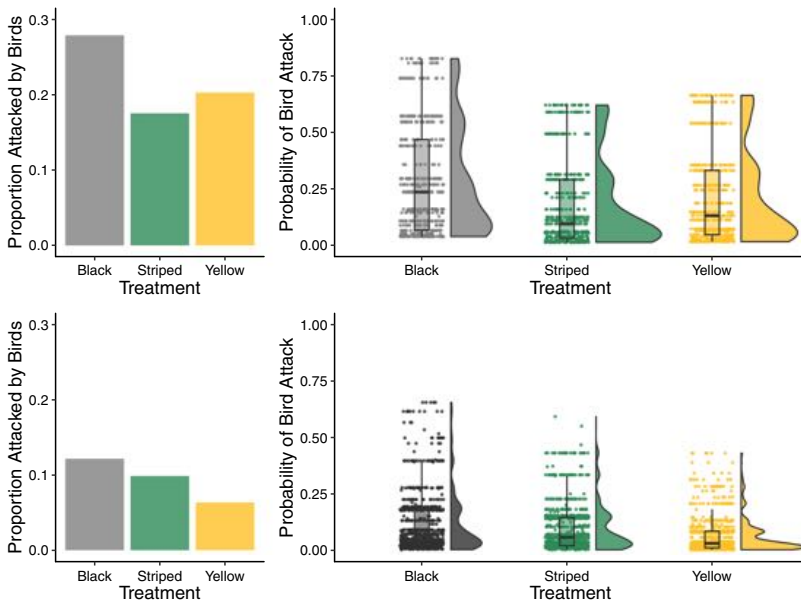 Proportion Attacked by Birds
0.3
0.2
0.1
0.0
Black Striped Yellow
Treatment
Probability of Bird Attack
1.00
0.75
0.50
0.25
0.00
Black Striped Yellow
Treatment
Proportion Attacked by Birds
0.3
0.2
0.1
0.0
Black Striped Yellow
Treatment
Probability of Bird Attack
1.00
0.75
0.50
0.25
0.00
Black Striped Yellow
Treatment